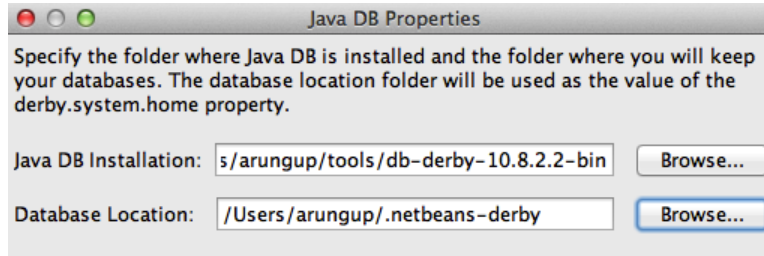 Java DB Properties
Specify the folder where Java DB is installed and the folder where you will keep
your databases. The database location folder will be used as the value of the
derby.system.home property.
Java DB Installation: s/arungup/tools/db-derby-10.8.2.2-bin Browse...
Database Location: /Users/arungup/.netbeans-derby Browse...